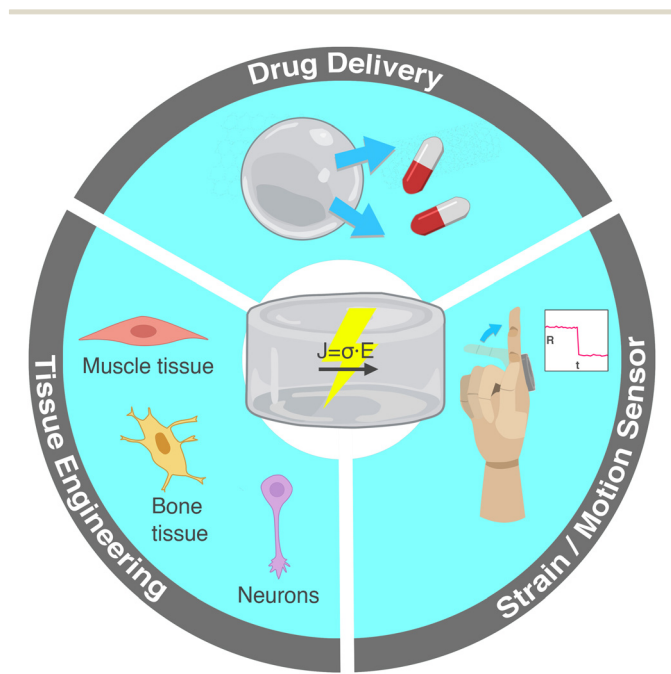 Drug Delivery
J=σ·E
Muscle tissue
Bone
tissue
Neurons
Tissue Engineering
R
t
Strain / Motion Sensor